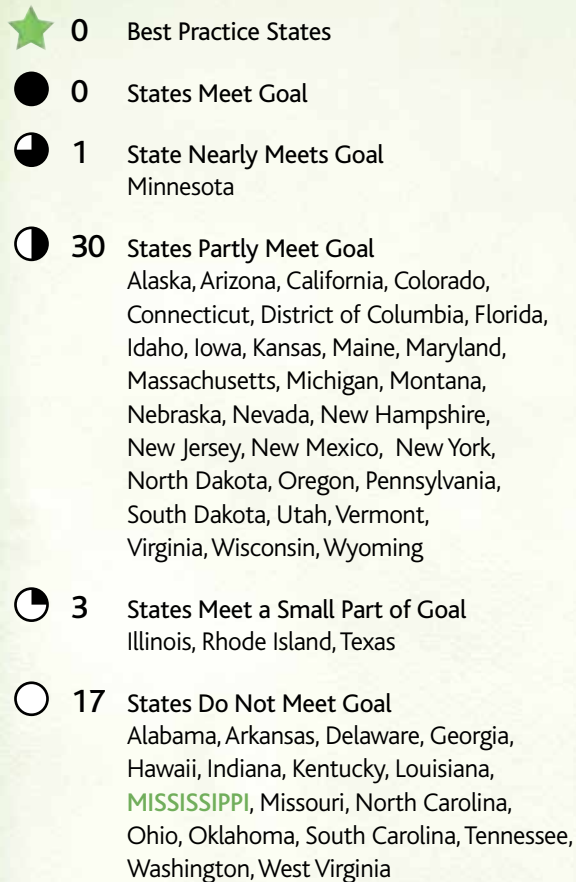 0 Best Practice States
0 States Meet Goal
1 State Nearly Meets Goal
Minnesota
30 States Partly Meet Goal
Alaska, Arizona, California, Colorado,
Connecticut, District of Columbia, Florida,
Idaho, Iowa, Kansas, Maine, Maryland,
Massachusetts, Michigan, Montana,
Nebraska, Nevada, New Hampshire,
New Jersey, New Mexico, New York,
North Dakota, Oregon, Pennsylvania,
South Dakota, Utah, Vermont,
Virginia, Wisconsin, Wyoming
3 States Meet a Small Part of Goal
Illinois, Rhode Island, Texas
17 States Do Not Meet Goal
Alabama, Arkansas, Delaware, Georgia,
Hawaii, Indiana, Kentucky, Louisiana,
MISSISSIPPI, Missouri, North Carolina,
Ohio, Oklahoma, South Carolina, Tennessee,
Washington, West Virginia